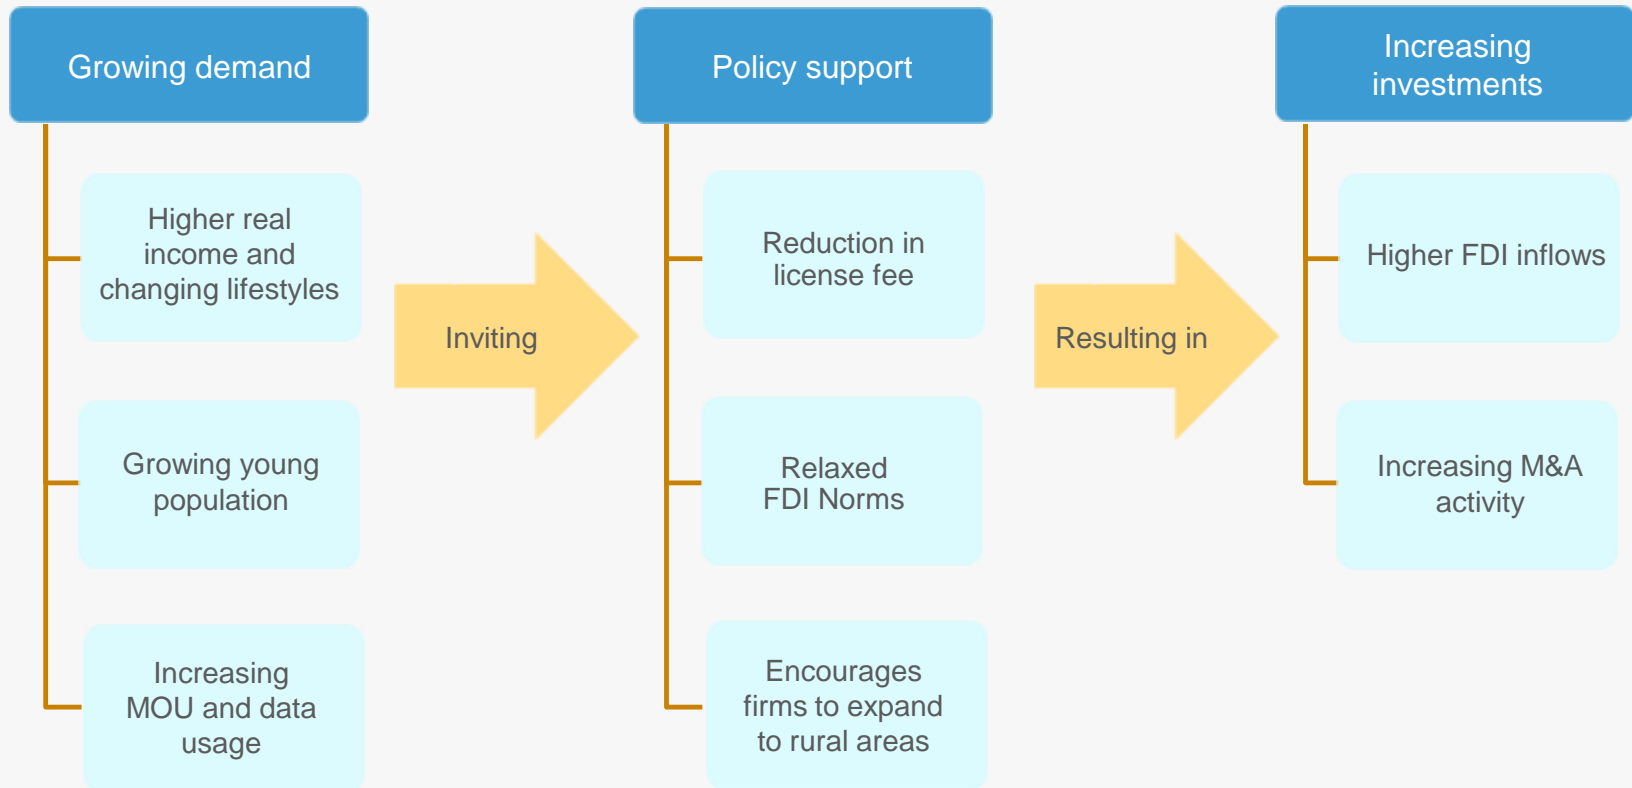 Growing demand
Higher real
income and
changing lifestyles
Growing young
population
Increasing
MOU and data
usage
Inviting
Policy support
Reduction in
license fee
Relaxed
FDI Norms
Encourages
firms to expand
to rural areas
Resulting in
Increasing
investments
Higher FDI inflows
Increasing M&A
activity